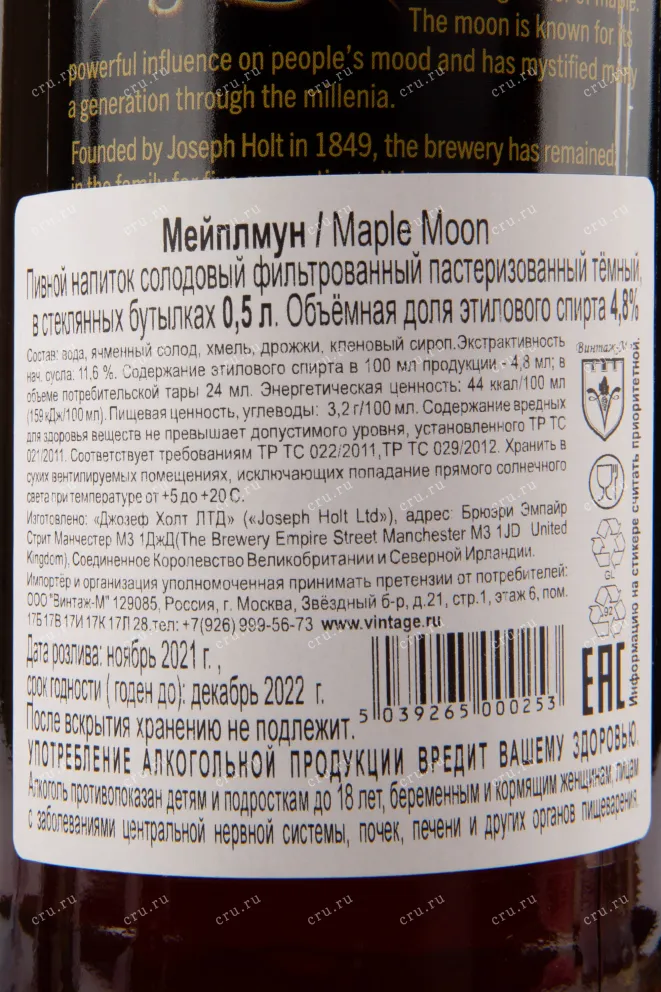 The moon is known for its
powerful influence on people's mood and has mystified many
a generation through the millenia.
Founded by Joseph Holt in 1849, the brewery has remained
in the family for
Мейплмун / Maple Moon
Пивной напиток солодовый фильтрованный пастеризованный тёмный,
в стеклянных бутылках 0,5 л. Объёмная доля этилового спирта 4,8%
Состав: вода, ячменный солод, хмель, дрожжи, кленовый сироп.Экстрактивность
нач. сусла: 11,6 %. Содержание этилового спирта в 100 мл продукции - 4,8 мл; в
объеме потребительской тары 24 мл. Энергетическая ценность: 44 ккал/100 мл
(159 кДж/100 мл). Пищевая ценность, углеводы: 3,2 г/100 мл. Содержание вредных
для здоровья веществ не превышает допустимого уровня, установленного ТР ТС
021/2011. Соответствует требованиям ТР ТС 022/2011,ТР ТС 029/2012. Хранить в
сухих вентилируемых помещениях, исключающих попадание прямого солнечного
света при температуре от +5 до +20 С.
Изготовлено: «Джозеф Холт ЛТД» («Joseph Holt Ltd»), адрес: Брюэри Эмпайр
Стрит Манчестер М3 1ДжД(The Brewery Empire Street Manchester M3 1JD United
Kingdom). Соединенное Королевство Великобритании и Северной Ирландии.
Импортёр и организация уполномоченная принимать претензии от потребителей:
ООО "Винтаж-М" 129085, Россия, г. Москва, Звёздный б-р, д.21, стр.1, этаж 6, пом.
17Б 17В 17И 17К 17Л 28.тел: +7(926) 999-56-73 www.vintage.ru
Дата розлива: ноябрь 2021 г. ,
срок годности ( годен до): декабрь 2022 г.
После вскрытия хранению не подлежит.
5 039265 000253
УПОТРЕБЛЕНИЕ АЛКОГОЛЬНОЙ ПРОДУКЦИИ ВРЕДИТ ВАШЕМУ ЗДОРОВЬЮ.
Алкоголь противопоказан детям и подросткам до 18 лет, беременным и кормящим женщинам, лицам
с заболеваниями центральной нервной системы, почек, печени и других органов пищеварения.
Винтаж-М
GL
92
EAC
Информацию на стикере считать приоритетной.
cru.ru